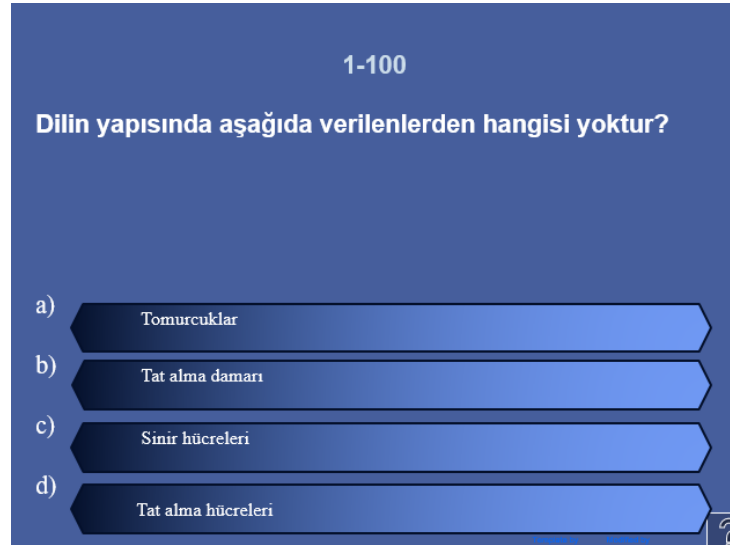 1-100
Dilin yapısında aşağıda verilenlerden hangisi yoktur?
a) Tomurcuklar
b) Tat alma damarı
c) Sinir hücreleri
d) Tat alma hücreleri